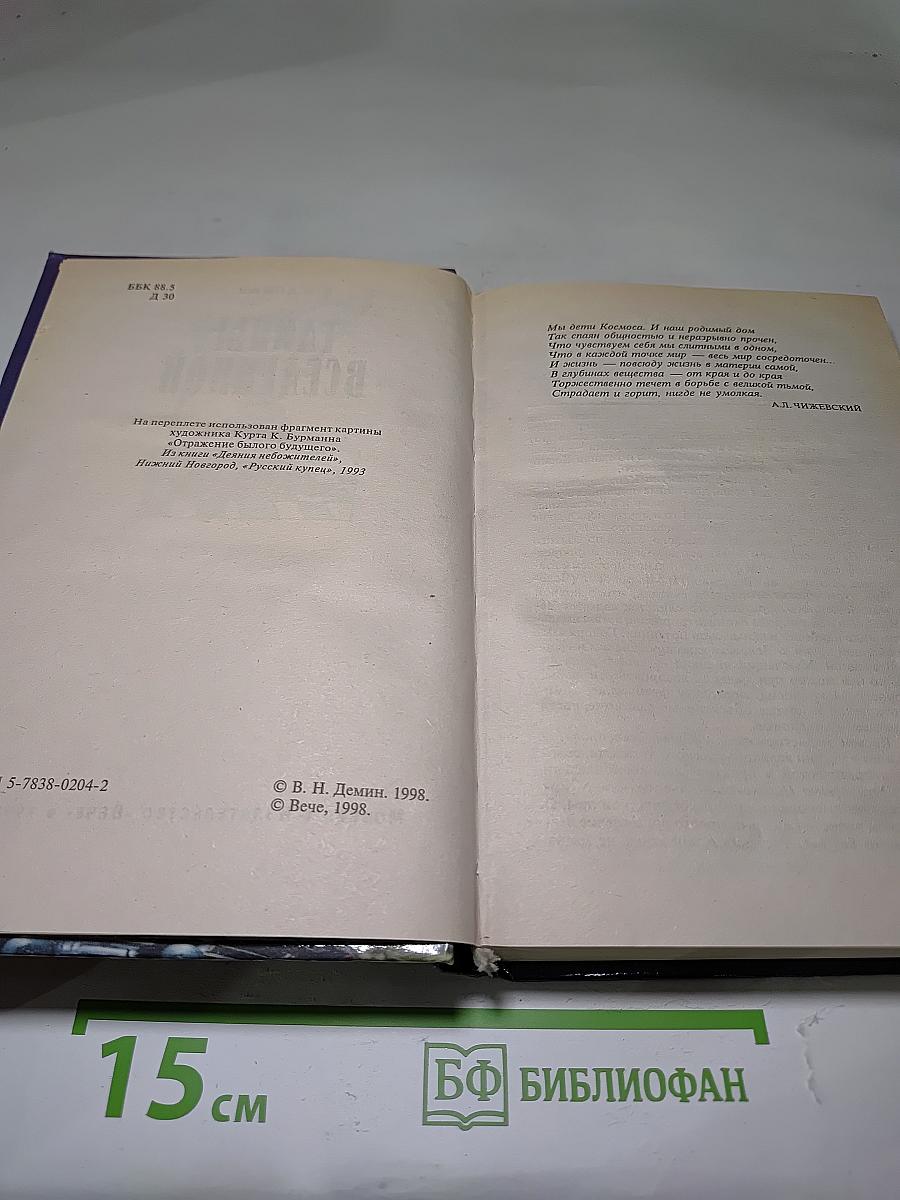 ББК 88.5
Д 30
На переплете использован фрагмент картины
художника Курта К. Бурманна
«Отражение былого будущего».
Из книги «Деяния небожителей»,
Нижний Новгород, «Русский купец», 1993
5-7838-0204-2
© В. Н. Демин. 1998.
© Вече, 1998.
Мы дети Космоса. И наш родимый дом
Так спаян общностью и неразрывно прочен,
Что чувствуем себя мы слитными в одном,
Что в каждой точке мир — весь мир сосредоточен...
И жизнь — повсюду жизнь в материи самой,
В глубинах вещества — от края и до края
Торжественно течет в борьбе с великой тьмой,
Страдает и горит, нигде не умолкая.
А.Л. ЧИЖЕВСКИЙ
15 см
БФ БИБЛИОФАН